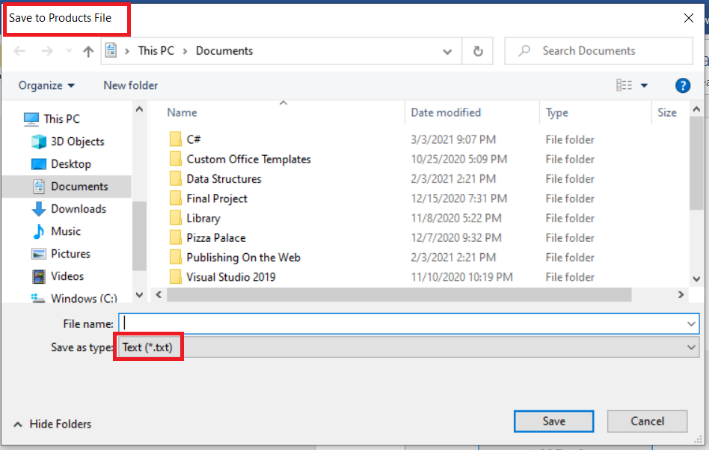 Save to Products File
This PC > Documents
Search Documents
Organize
New folder
?
This PC
3D Objects
Desktop
Documents
Downloads
Music
Pictures
Videos
Windows (C:)
Name Date modified Type Size
C# 3/3/2021 9:07 PM File folder
Custom Office Templates 10/25/2020 5:09 PM File folder
Data Structures 2/3/2021 2:21 PM File folder
Final Project 12/15/2020 7:31 PM File folder
Library 11/8/2020 5:22 PM File folder
Pizza Palace 12/7/2020 9:32 PM File folder
Publishing On the Web 2/3/2021 2:21 PM File folder
Visual Studio 2019 11/10/2020 10:19 PM File folder
File name:
Save as type: Text (*.txt)
Hide Folders
Save
Cancel